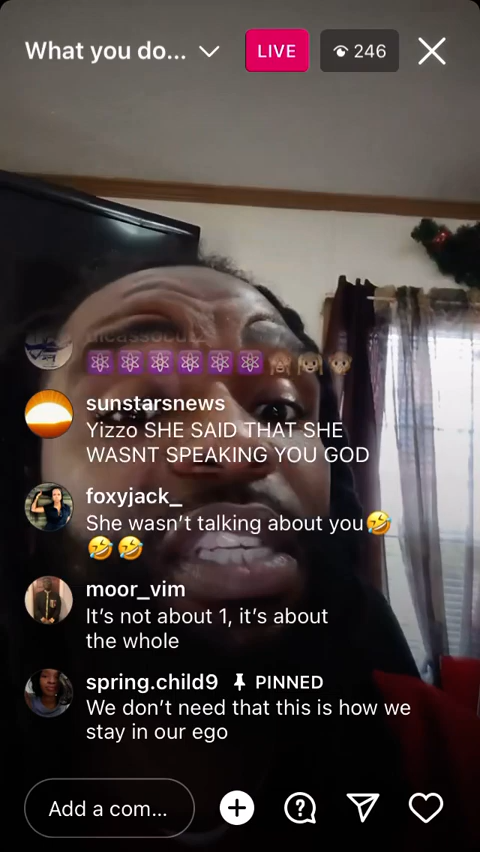 What you do...
LIVE
246
sunstarsnews
Yizzo SHE SAID THAT SHE
WASNT SPEAKING YOU GOD
foxyjack_
She wasn't talking about you🤣
🤣🤣
moor_vim
It's not about 1, it's about
the whole
spring.child9 PINNED
We don't need that this is how we
stay in our ego
Add a com...